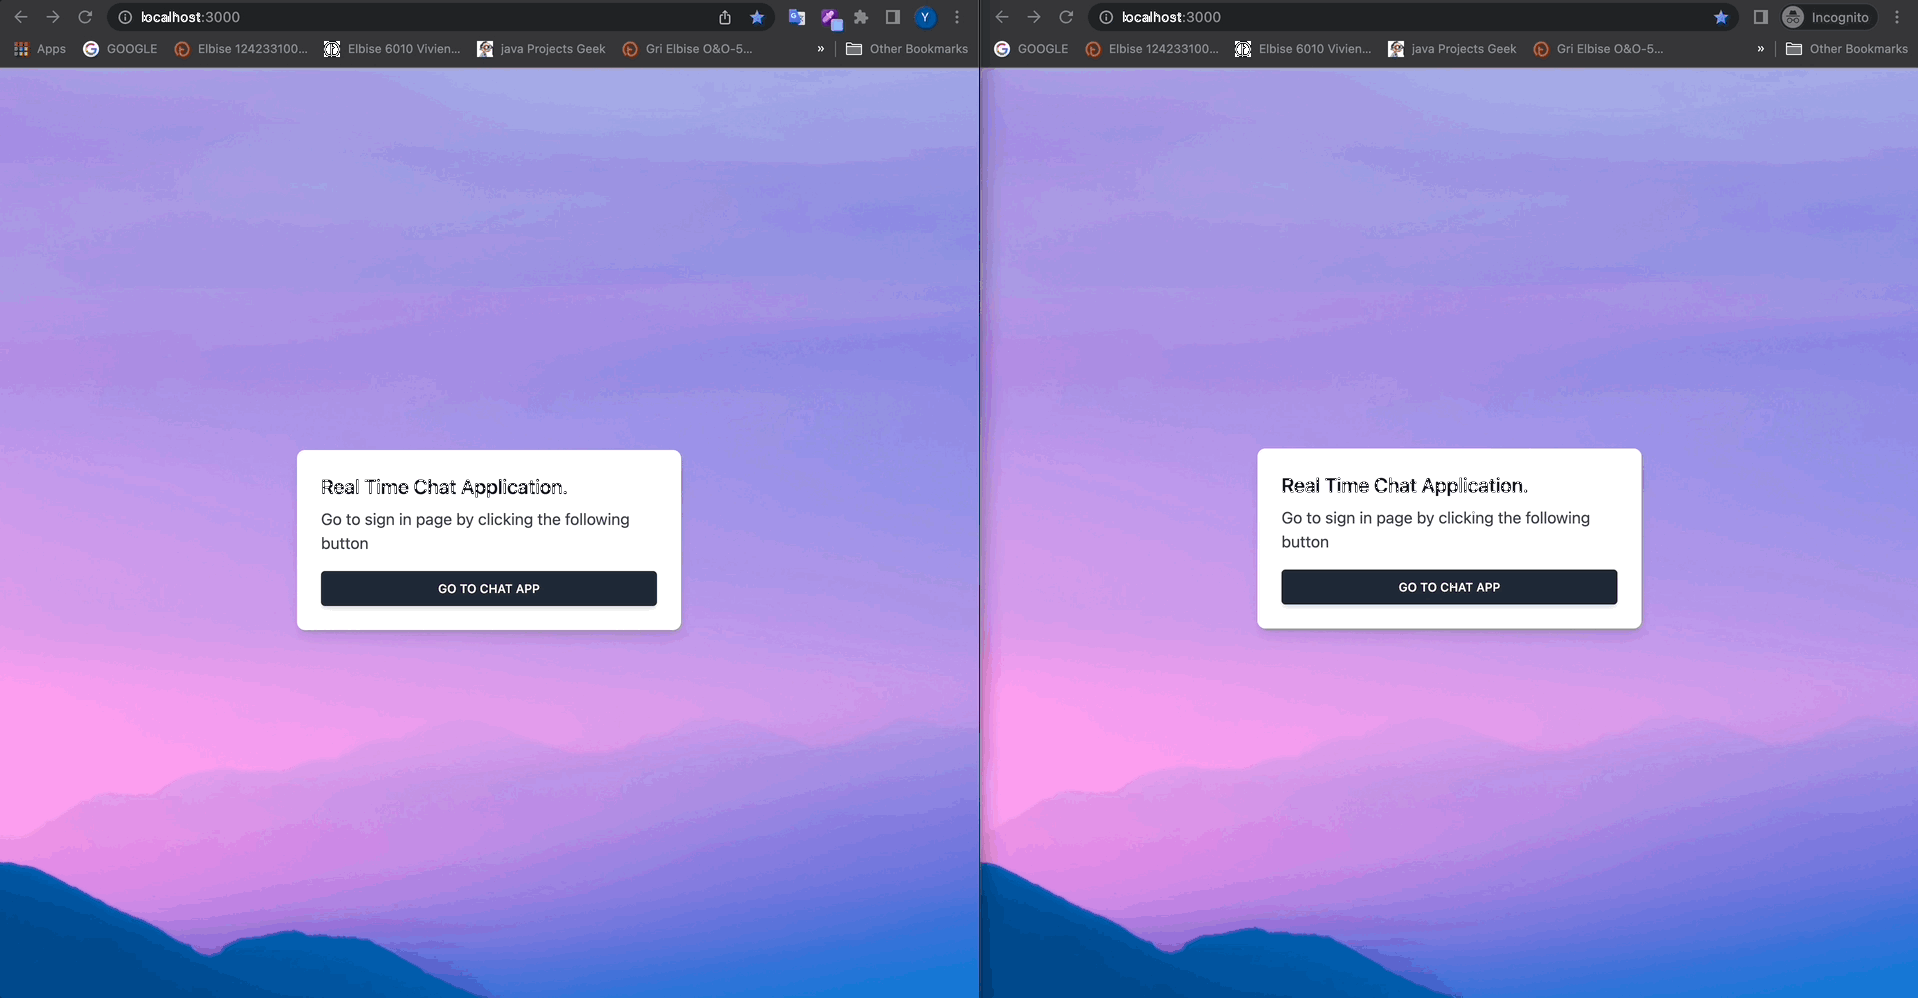 localhost:3000
Y
Apps GOOGLE Elbise 124233100... Elbise 6010 Vivien... java Projects Geek Gri Elbise O&O-5... » Other Bookmarks
Real Time Chat Application.
Go to sign in page by clicking the following
button
GO TO CHAT APP
localhost:3000 Incognito
GOOGLE Elbise 124233100... Elbise 6010 Vivien... java Projects Geek Gri Elbise O&O-5... » Other Bookmarks
Real Time Chat Application.
Go to sign in page by clicking the following
button
GO TO CHAT APP